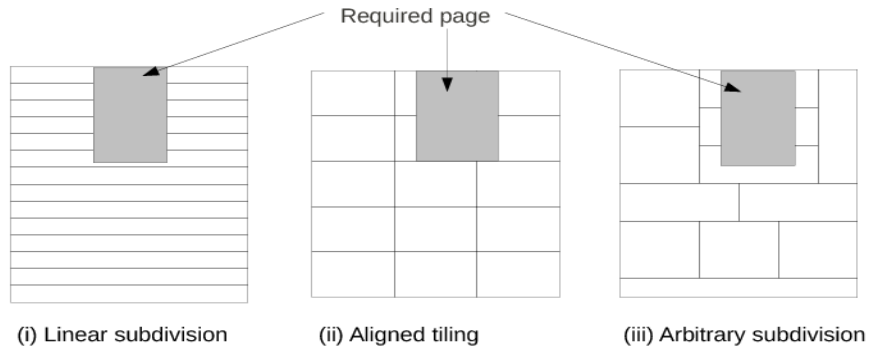 Required page
(i) Linear subdivision
(ii) Aligned tiling
(iii) Arbitrary subdivision